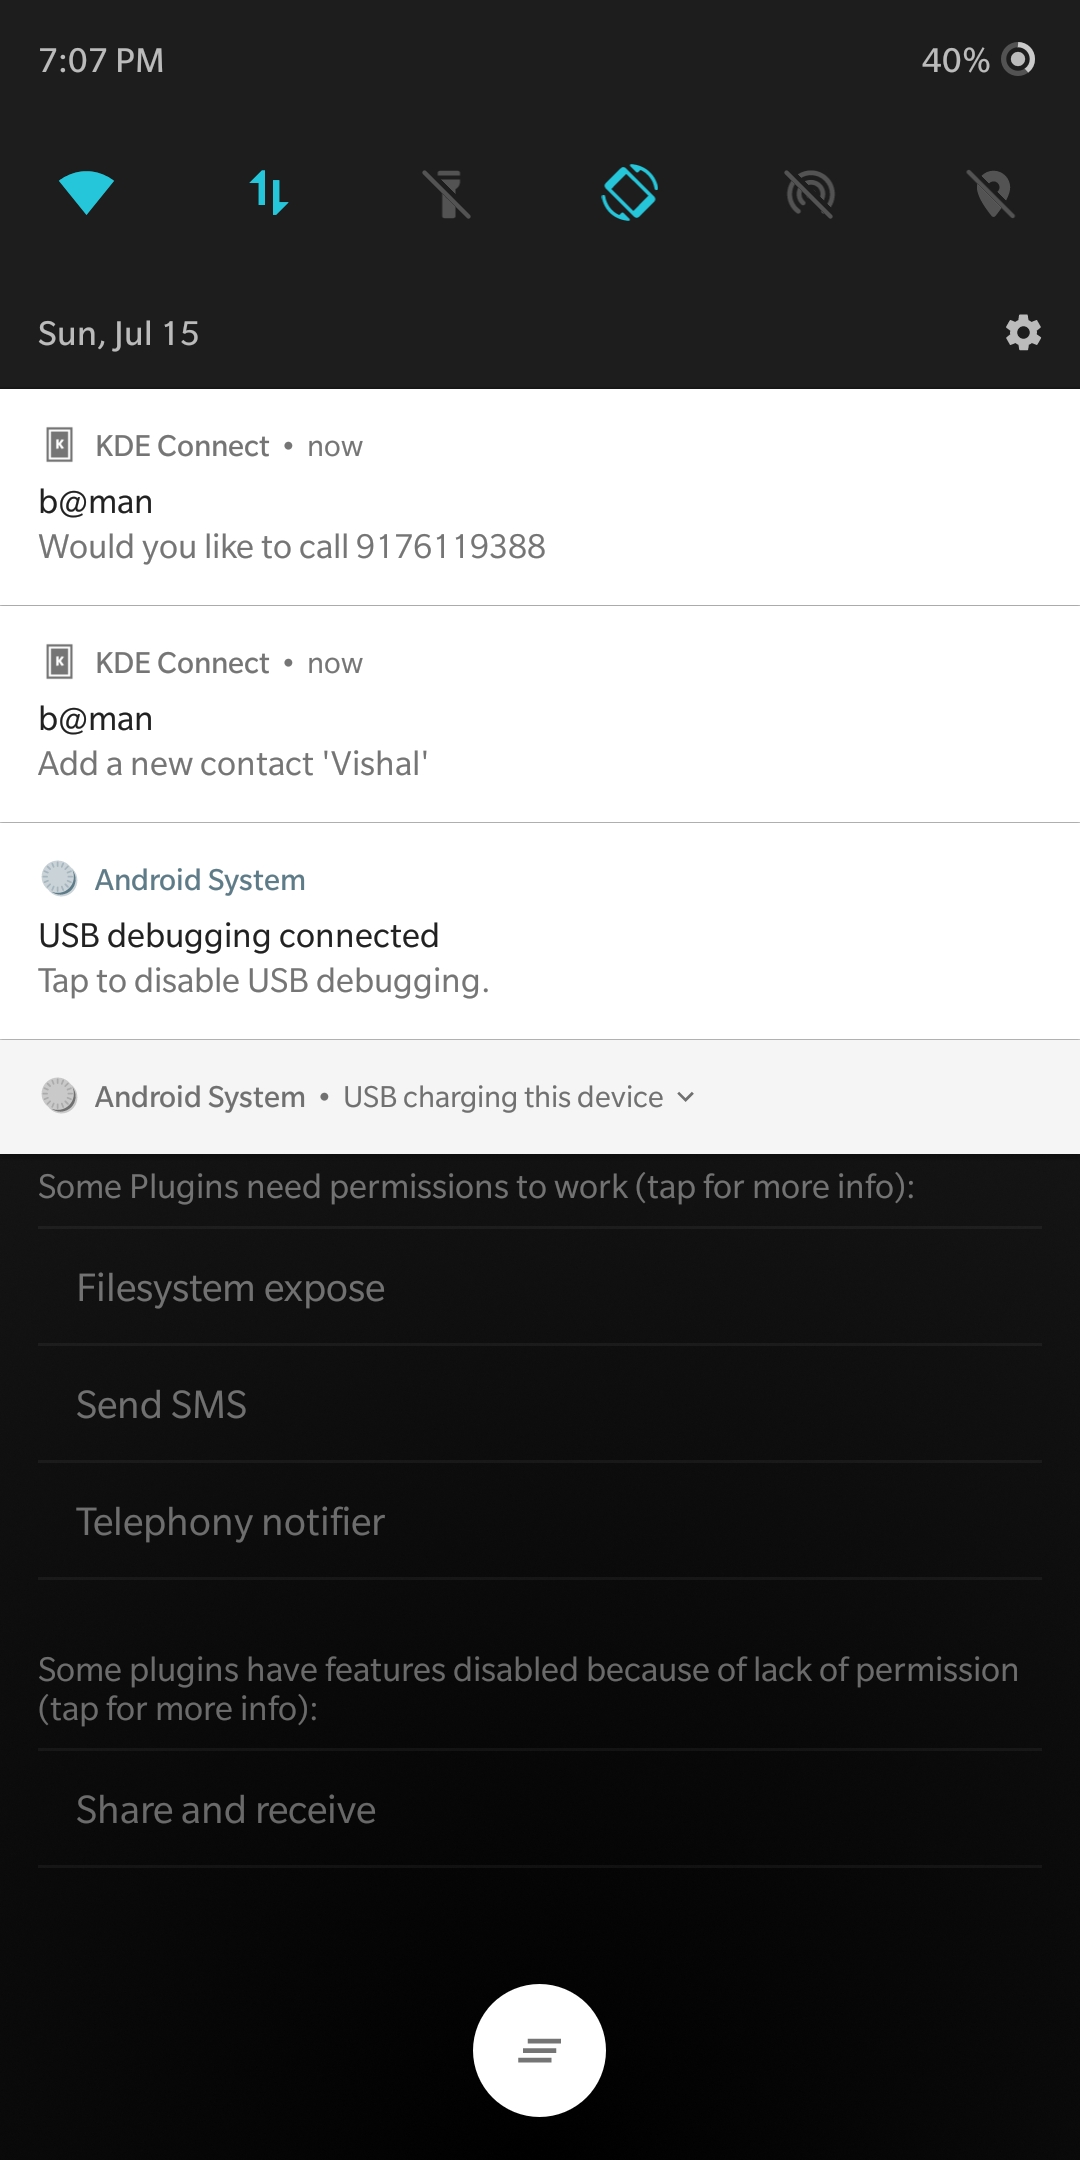 7:07 PM
40%
Sun, Jul 15
KDE Connect • now
b@man
Would you like to call 9176119388
KDE Connect • now
b@man
Add a new contact 'Vishal'
Android System
USB debugging connected
Tap to disable USB debugging.
Android System • USB charging this device
Some Plugins need permissions to work (tap for more info):
Filesystem expose
Send SMS
Telephony notifier
Some plugins have features disabled because of lack of permission
(tap for more info):
Share and receive